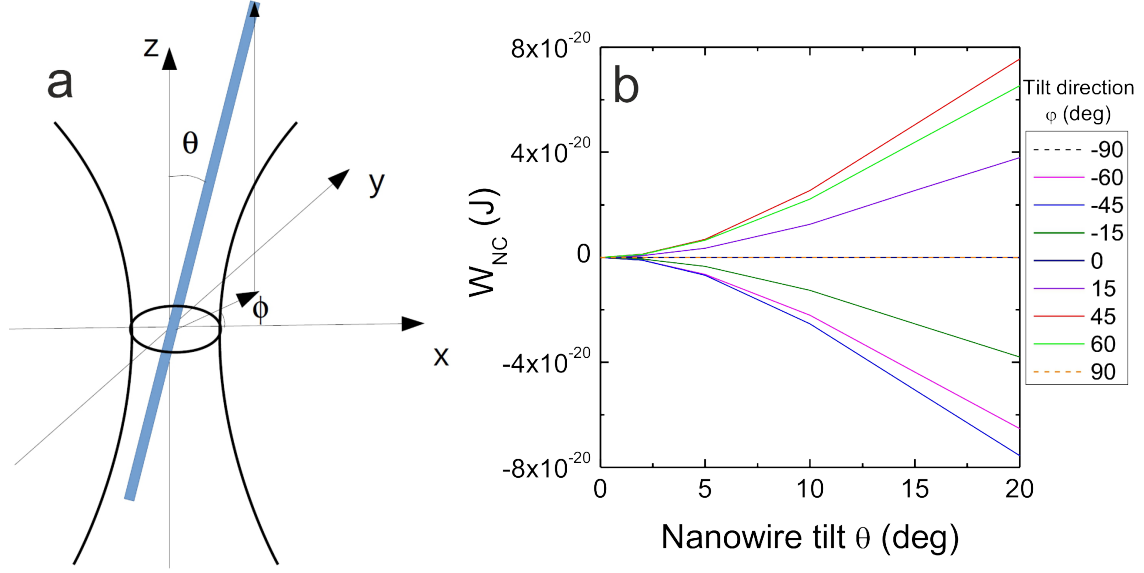 a
z
θ
y
ϕ
x
b
8x10⁻²⁰
4x10⁻²⁰
0
-4x10⁻²⁰
-8x10⁻²⁰
W_NC (J)
0 5 10 15 20
Nanowire tilt θ (deg)
Tilt direction
φ (deg)
-90
-60
-45
-15
0
15
45
60
90